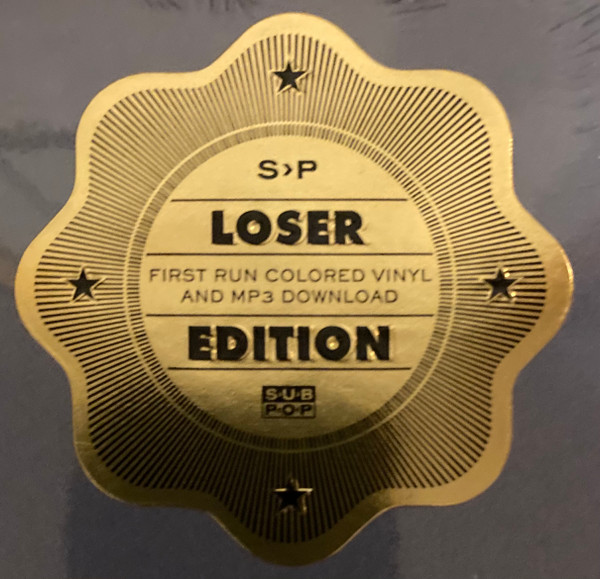 S›P
LOSER
FIRST RUN COLORED VINYL
AND MP3 DOWNLOAD
EDITION
SUB
POP